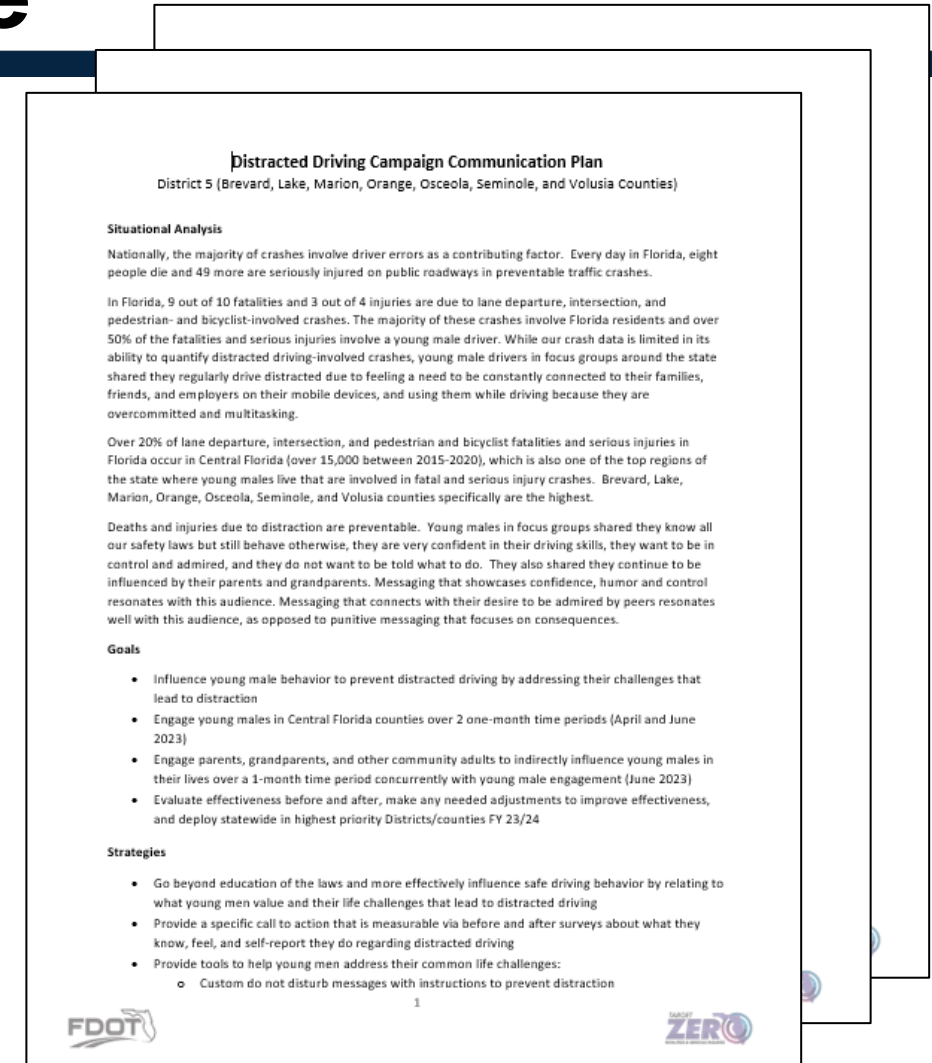 e
Distracted Driving Campaign Communication Plan
District 5 (Brevard, Lake, Marion, Orange, Osceola, Seminole, and Volusia Counties)
Situational Analysis
Nationally, the majority of crashes involve driver errors as a contributing factor.  Every day in Florida, eight
people die and 49 more are seriously injured on public roadways in preventable traffic crashes.
In Florida, 9 out of 10 fatalities and 3 out of 4 injuries are due to lane departure, intersection, and
pedestrian- and bicyclist-involved crashes. The majority of these crashes involve Florida residents and over
50% of the fatalities and serious injuries involve a young male driver. While our crash data is limited in its
ability to quantify distracted driving-involved crashes, young male drivers in focus groups around the state
shared they regularly drive distracted due to feeling a need to be constantly connected to their families,
friends, and employers on their mobile devices, and using them while driving because they are
overcommitted and multitasking.
Over 20% of lane departure, intersection, and pedestrian and bicyclist fatalities and serious injuries in
Florida occur in Central Florida (over 15,000 between 2015-2020), which is also one of the top regions of
the state where young males live that are involved in fatal and serious injury crashes.  Brevard, Lake,
Marion, Orange, Osceola, Seminole, and Volusia counties specifically are the highest.
Deaths and injuries due to distraction are preventable.  Young males in focus groups shared they know all
our safety laws but still behave otherwise, they are very confident in their driving skills, they want to be in
control and admired, and they do not want to be told what to do.  They also shared they continue to be
influenced by their parents and grandparents. Messaging that showcases confidence, humor and control
resonates with this audience. Messaging that connects with their desire to be admired by peers resonates
well with this audience, as opposed to punitive messaging that focuses on consequences.
Goals
• Influence young male behavior to prevent distracted driving by addressing their challenges that
lead to distraction
• Engage young males in Central Florida counties over 2 one-month time periods (April and June
2023)
• Engage parents, grandparents, and other community adults to indirectly influence young males in
their lives over a 1-month time period concurrently with young male engagement (June 2023)
• Evaluate effectiveness before and after, make any needed adjustments to improve effectiveness,
and deploy statewide in highest priority Districts/counties FY 23/24
Strategies
• Go beyond education of the laws and more effectively influence safe driving behavior by relating to
what young men value and their life challenges that lead to distracted driving
• Provide a specific call to action that is measurable via before and after surveys about what they
know, feel, and self-report they do regarding distracted driving
• Provide tools to help young men address their common life challenges:
o Custom do not disturb messages with instructions to prevent distraction
1
FDOT
TARGET
ZERO